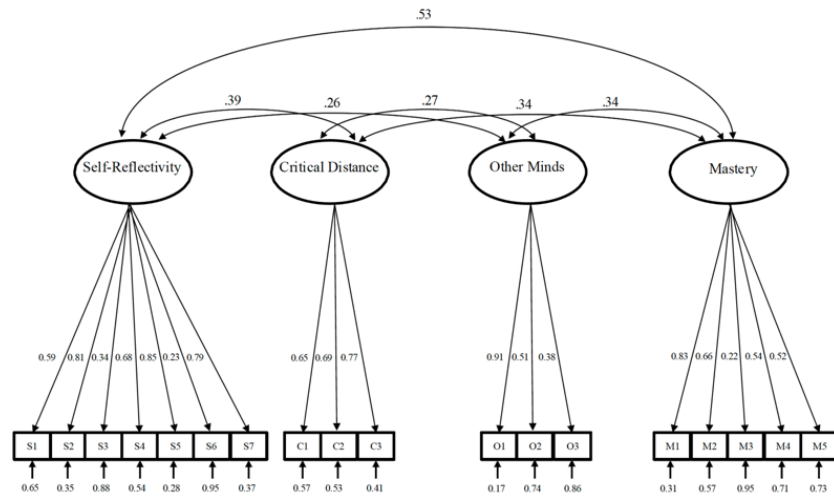 .53
.39 .26 .27 .34 .34
Self-Reflectivity Critical Distance Other Minds Mastery
0.59 0.81 0.34 0.68 0.85 0.23 0.79 0.65 0.69 0.77 0.91 0.51 0.38 0.83 0.66 0.22 0.54 0.52
S1 S2 S3 S4 S5 S6 S7 C1 C2 C3 O1 O2 O3 M1 M2 M3 M4 M5
0.65 0.35 0.88 0.54 0.28 0.95 0.37 0.57 0.53 0.41 0.17 0.74 0.86 0.31 0.57 0.95 0.71 0.73